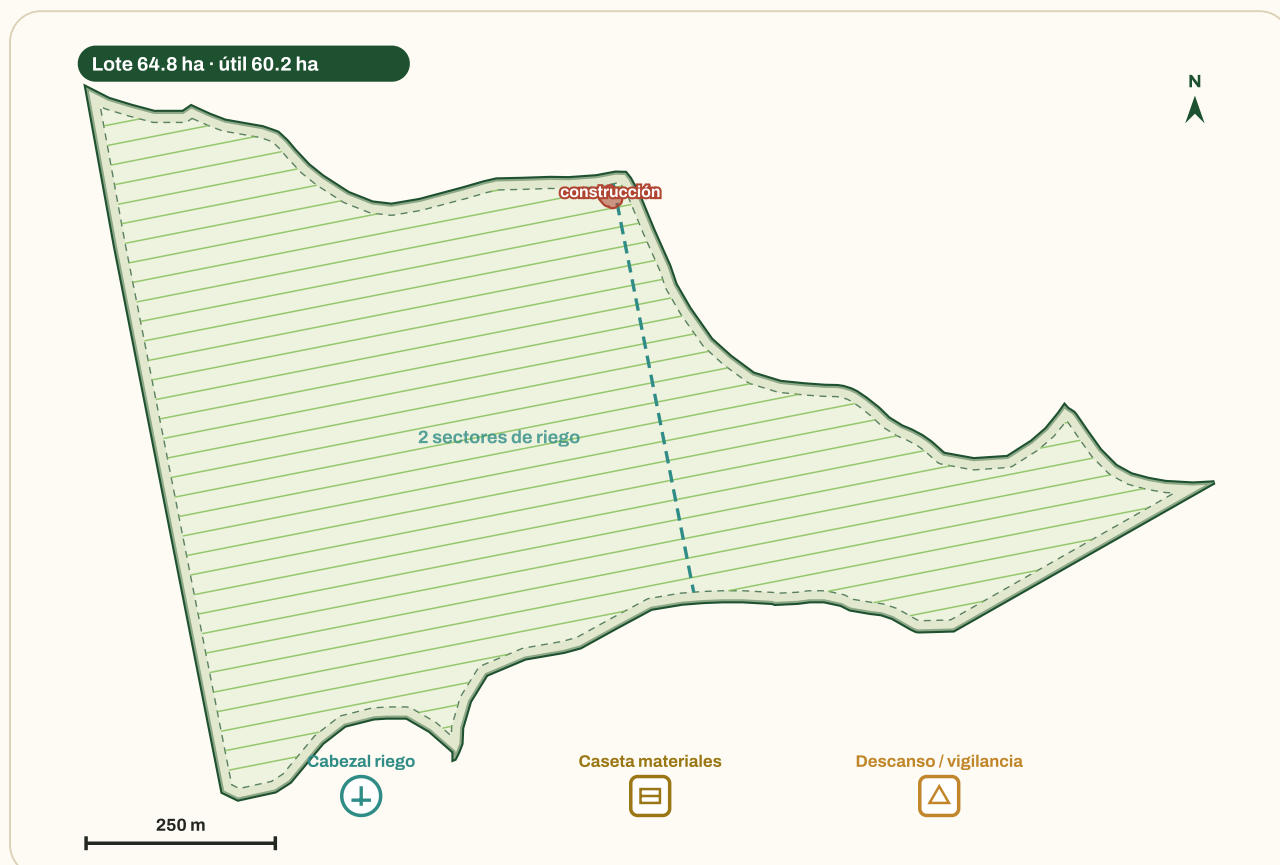 Lote 64.8 ha · útil 60.2 ha
N
construcción
2 sectores de riego
Cabezal riego
Caseta materiales
Descanso / vigilancia
250 m